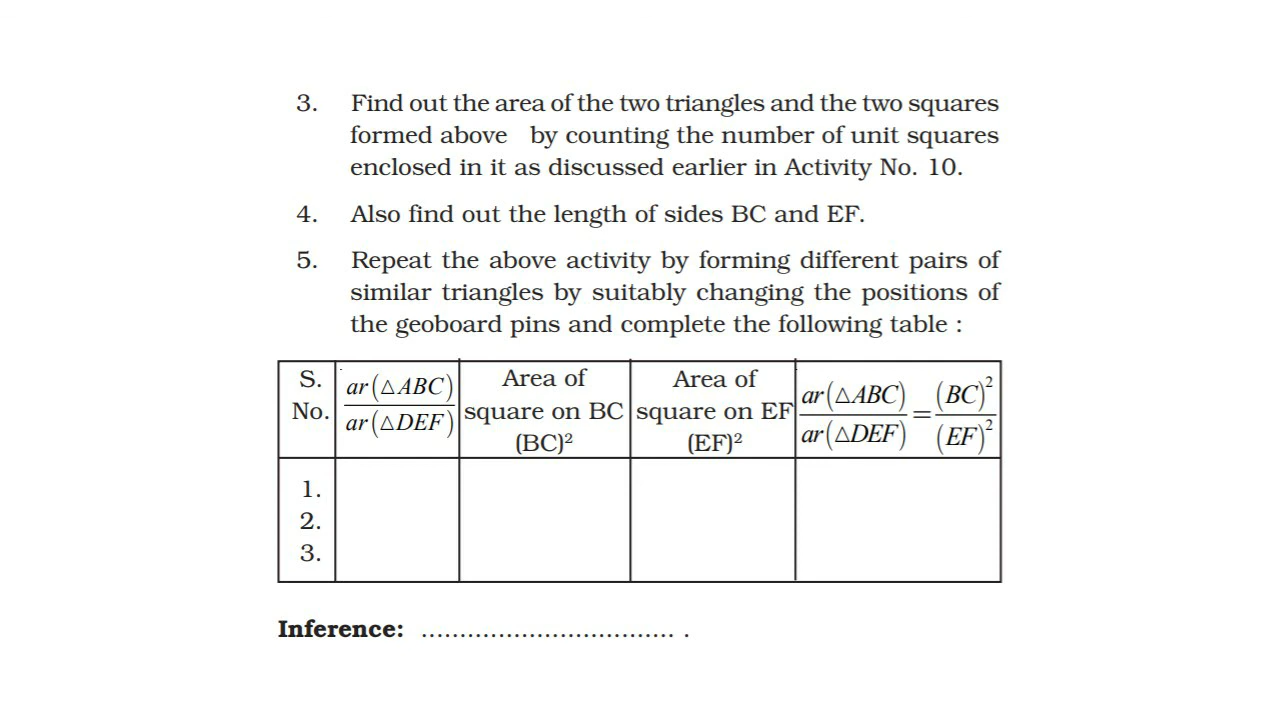 3. Find out the area of the two triangles and the two squares
formed above by counting the number of unit squares
enclosed in it as discussed earlier in Activity No. 10.
4. Also find out the length of sides BC and EF.
5. Repeat the above activity by forming different pairs of
similar triangles by suitably changing the positions of
the geoboard pins and complete the following table :
S. No. | ar(△ABC)/ar(△DEF) | Area of square on BC (BC)² | Area of square on EF (EF)² | ar(△ABC)/ar(△DEF) = (BC)²/(EF)²
1.
2.
3.
Inference: ................................. .